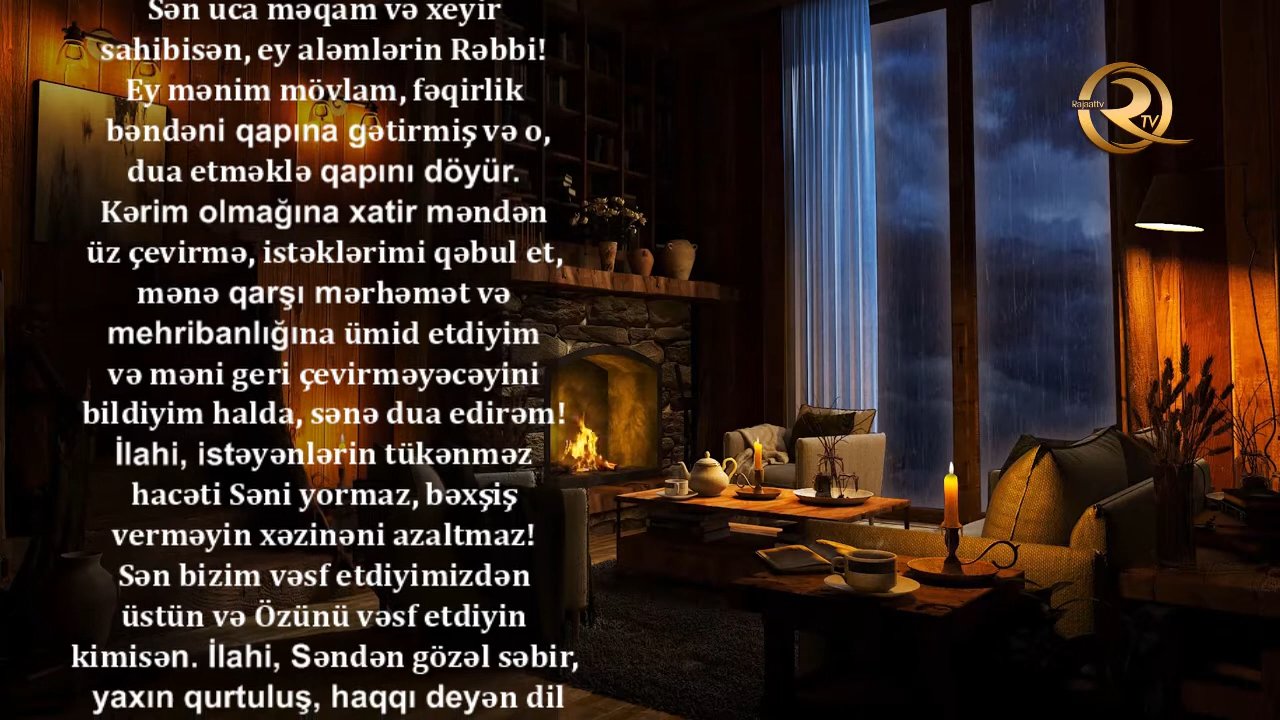 Sən uca məqam və xeyir
sahibisən, ey aləmlərin Rəbbi!
Ey mənim mövlam, fəqirlik
bəndəni qapına gətirmiş və o,
dua etməklə qapını döyür.
Kərim olmağına xatir məndən
üz çevirmə, istəklərimi qəbul et,
mənə qarşı mərhəmət və
mehribanlığına ümid etdiyim
və məni geri çevirməyəcəyini
bildiyim halda, sənə dua edirəm!
İlahi, istəyənlərin tükənməz
hacəti Səni yormaz, bəxşiş
verməyin xəzinəni azaltmaz!
Sən bizim vəsf etdiyimizdən
üstün və Özünü vəsf etdiyin
kimisən. İlahi, Səndən gözəl səbir,
yaxın qurtuluş, haqqı deyən dil
Rajaattv
R
TV